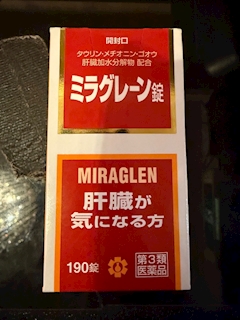 開封口
タウリン・メチオニン・ゴオウ
肝臓加水分解物 配合
ミラグレーン錠
MIRAGLEN
肝臓が
気になる方
190錠
第3類
医薬品